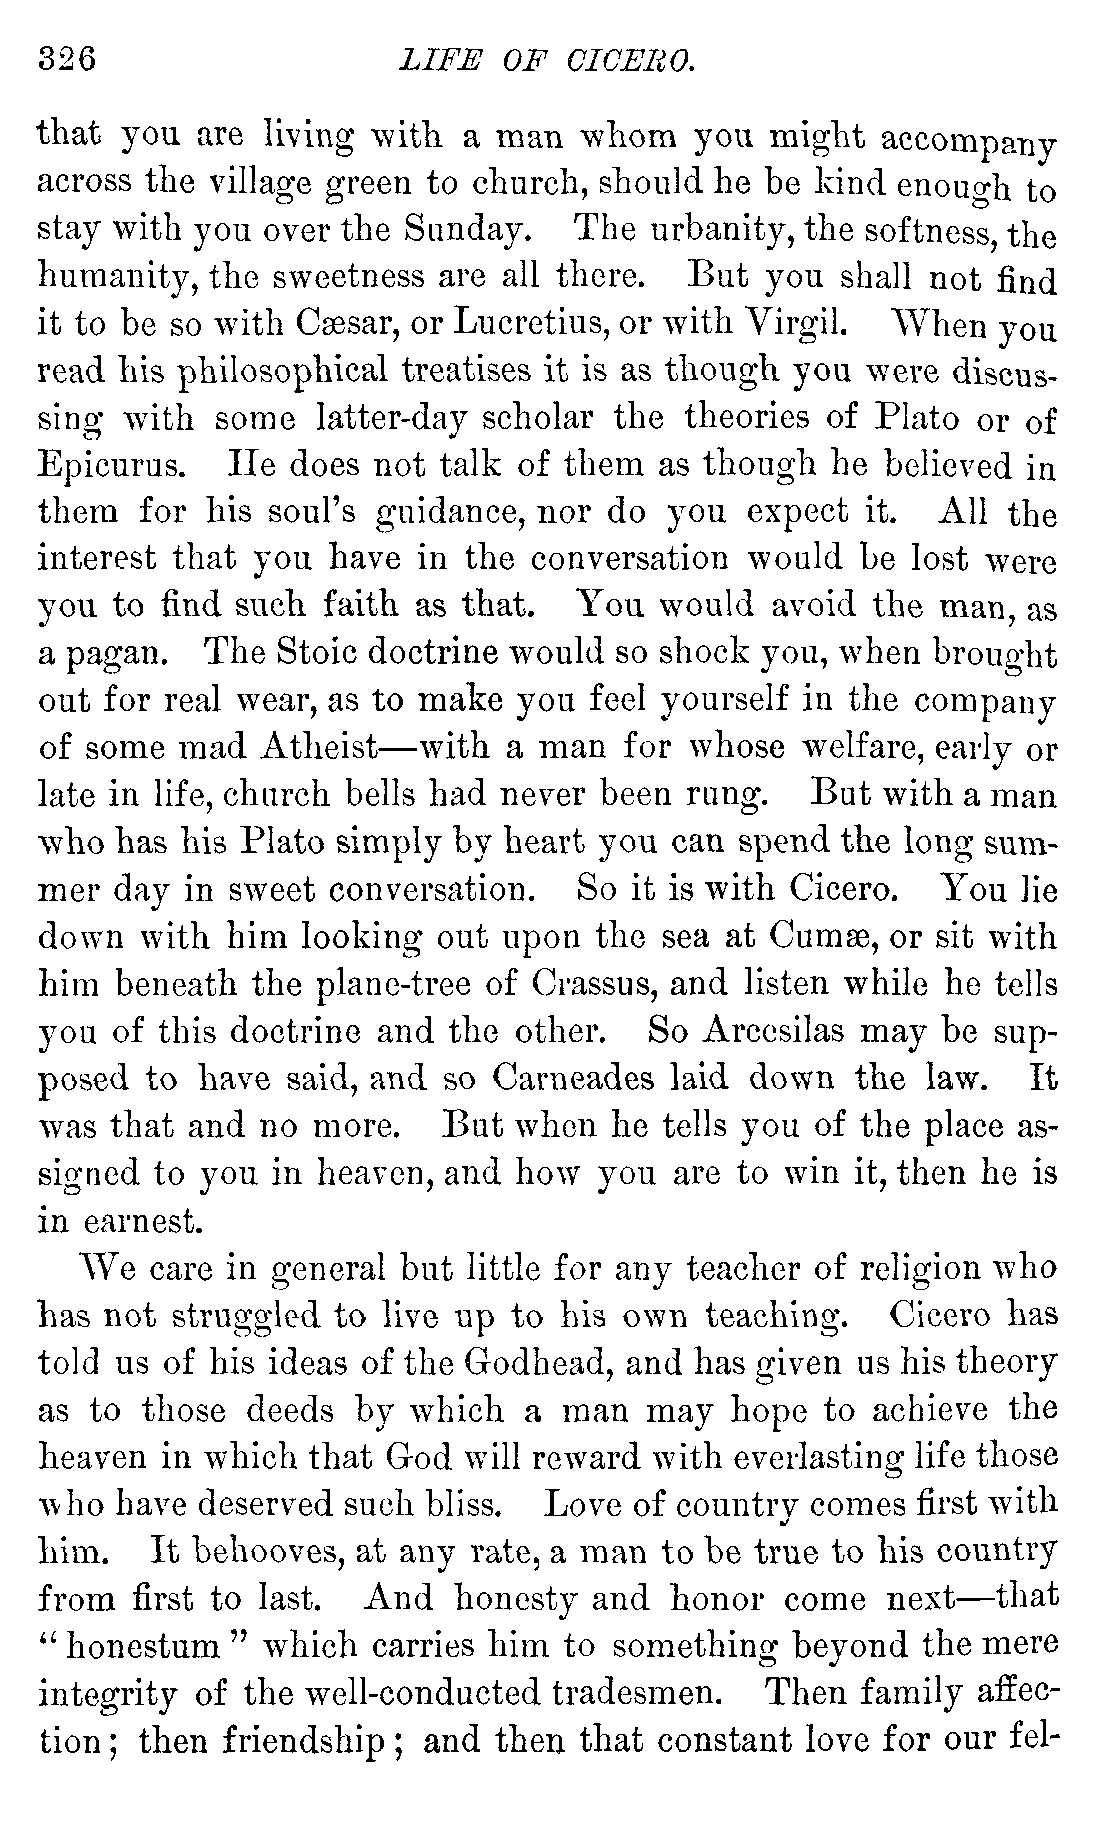 326 LIFE OF CICERO.
that you are living with a man whom you might accompany
across the village green to church, should he be kind enough to
stay with you over the Sunday. The urbanity, the softness, the
humanity, the sweetness are all there. But you shall not find
it to be so with Cæsar, or Lucretius, or with Virgil. When you
read his philosophical treatises it is as though you were discus-
sing with some latter-day scholar the theories of Plato or of
Epicurus. He does not talk of them as though he believed in
them for his soul's guidance, nor do you expect it. All the
interest that you have in the conversation would be lost were
you to find such faith as that. You would avoid the man, as
a pagan. The Stoic doctrine would so shock you, when brought
out for real wear, as to make you feel yourself in the company
of some mad Atheist—with a man for whose welfare, early or
late in life, church bells had never been rung. But with a man
who has his Plato simply by heart you can spend the long sum-
mer day in sweet conversation. So it is with Cicero. You lie
down with him looking out upon the sea at Cumæ, or sit with
him beneath the plane-tree of Crassus, and listen while he tells
you of this doctrine and the other. So Arcesilas may be sup-
posed to have said, and so Carneades laid down the law. It
was that and no more. But when he tells you of the place as-
signed to you in heaven, and how you are to win it, then he is
in earnest.
We care in general but little for any teacher of religion who
has not struggled to live up to his own teaching. Cicero has
told us of his ideas of the Godhead, and has given us his theory
as to those deeds by which a man may hope to achieve the
heaven in which that God will reward with everlasting life those
who have deserved such bliss. Love of country comes first with
him. It behooves, at any rate, a man to be true to his country
from first to last. And honesty and honor come next—that
“honestum” which carries him to something beyond the mere
integrity of the well-conducted tradesmen. Then family affec-
tion; then friendship; and then that constant love for our fel-